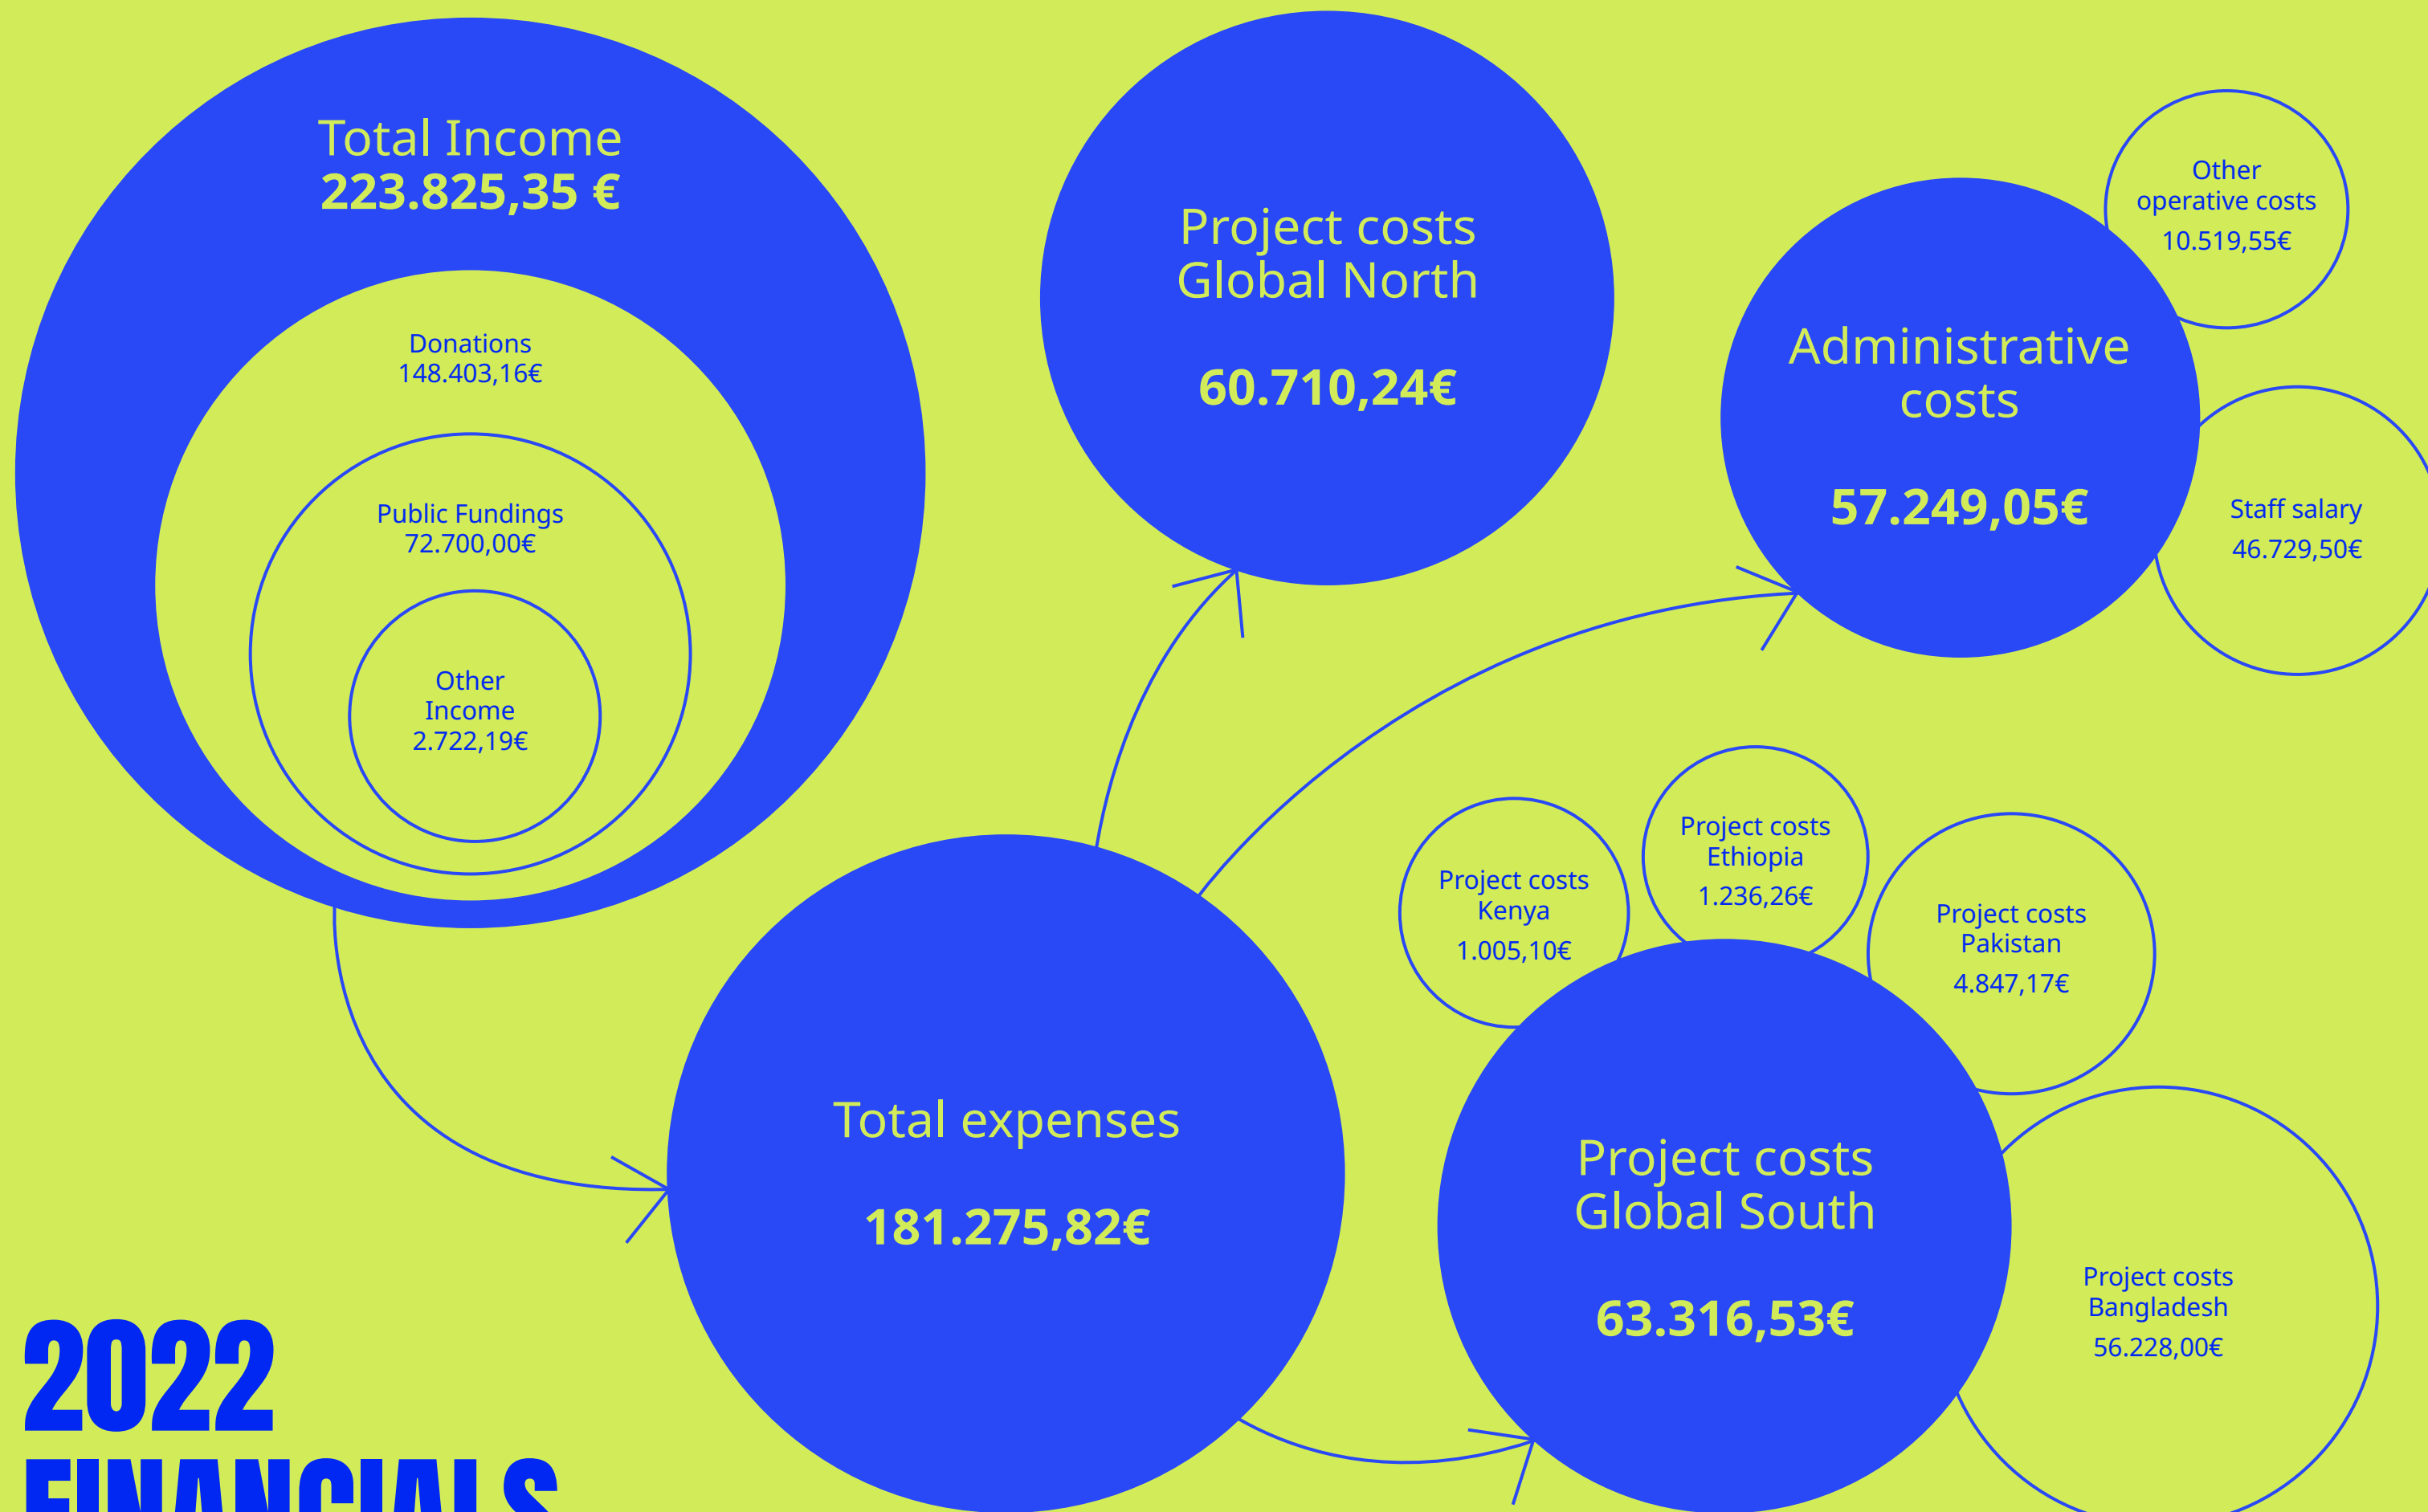 Total Income
223.825,35 €
Donations
148.403,16€
Public Fundings
72.700,00€
Other
Income
2.722,19€
Project costs
Global North
60.710,24€
Other
operative costs
10.519,55€
Administrative
costs
57.249,05€
Staff salary
46.729,50€
Total expenses
181.275,82€
Project costs
Kenya
1.005,10€
Project costs
Ethiopia
1.236,26€
Project costs
Pakistan
4.847,17€
Project costs
Global South
63.316,53€
Project costs
Bangladesh
56.228,00€
2022
FINANCIALS